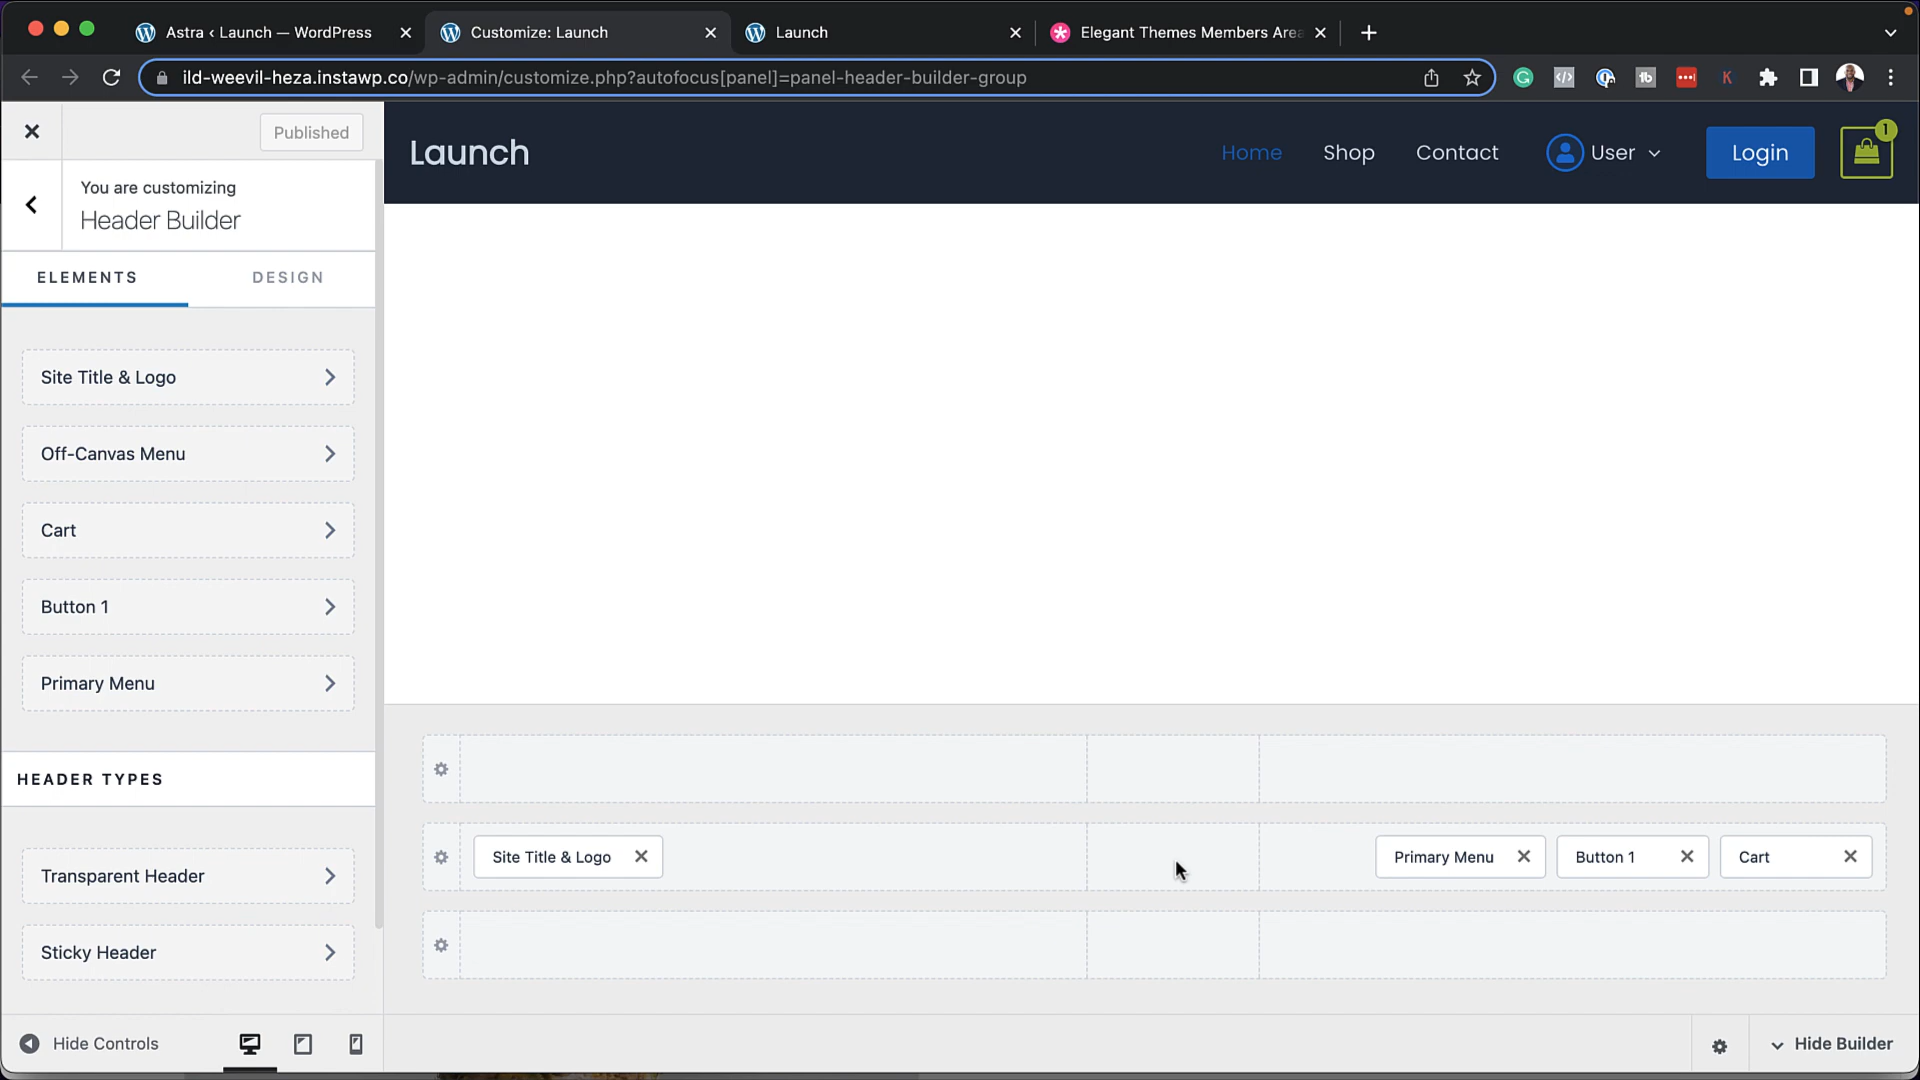 Astra ‹ Launch — WordPress
Customize: Launch
Launch
Elegant Themes Members Area
ild-weevil-heza.instawp.co/wp-admin/customize.php?autofocus[panel]=panel-header-builder-group
Published
You are customizing
Header Builder
ELEMENTS
DESIGN
Site Title & Logo
Off-Canvas Menu
Cart
Button 1
Primary Menu
HEADER TYPES
Transparent Header
Sticky Header
Hide Controls
Launch
Home
Shop
Contact
User
Login
1
Site Title & Logo
Primary Menu
Button 1
Cart
Hide Builder